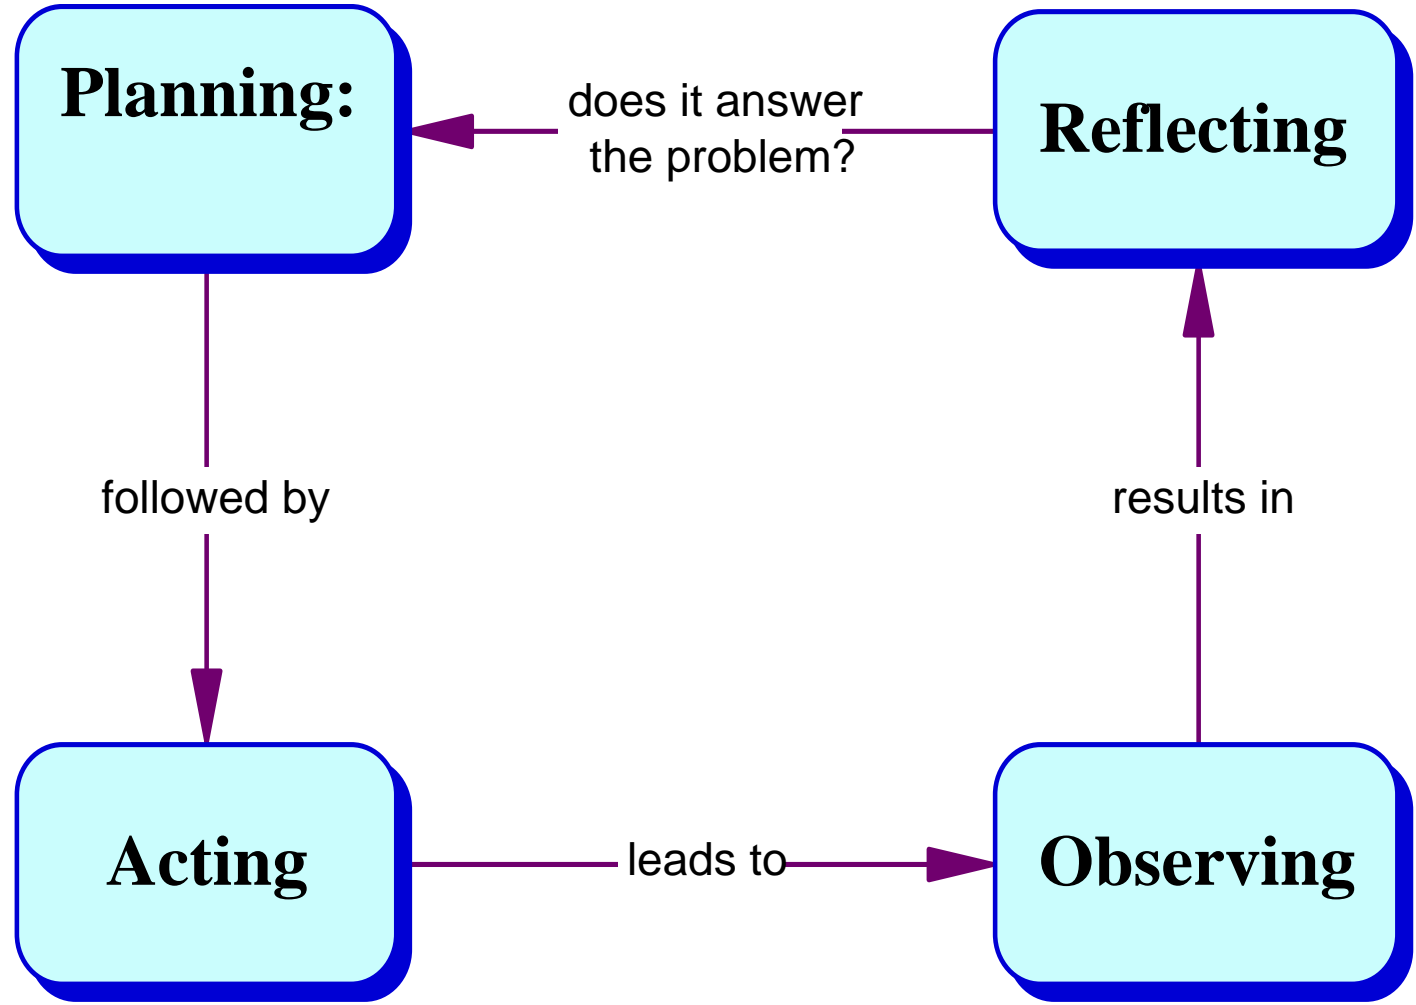 Planning:
does it answer
the problem?
Reflecting
followed by
results in
Acting
leads to
Observing